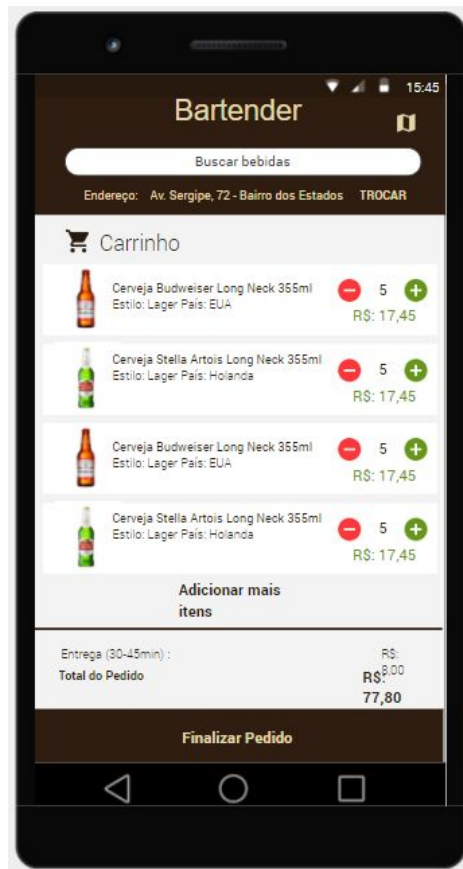 15:45
Bartender
Buscar bebidas
Endereço: Av. Sergipe, 72 - Bairro dos Estados TROCAR
Carrinho
Cerveja Budweiser Long Neck 355ml
Estilo: Lager País: EUA
5
R$: 17,45
Cerveja Stella Artois Long Neck 355ml
Estilo: Lager País: Holanda
5
R$: 17,45
Cerveja Budweiser Long Neck 355ml
Estilo: Lager País: EUA
5
R$: 17,45
Cerveja Stella Artois Long Neck 355ml
Estilo: Lager País: Holanda
5
R$: 17,45
Adicionar mais
itens
Entrega (30-45min) :
R$:
8,00
Total do Pedido
R$:
77,80
Finalizar Pedido